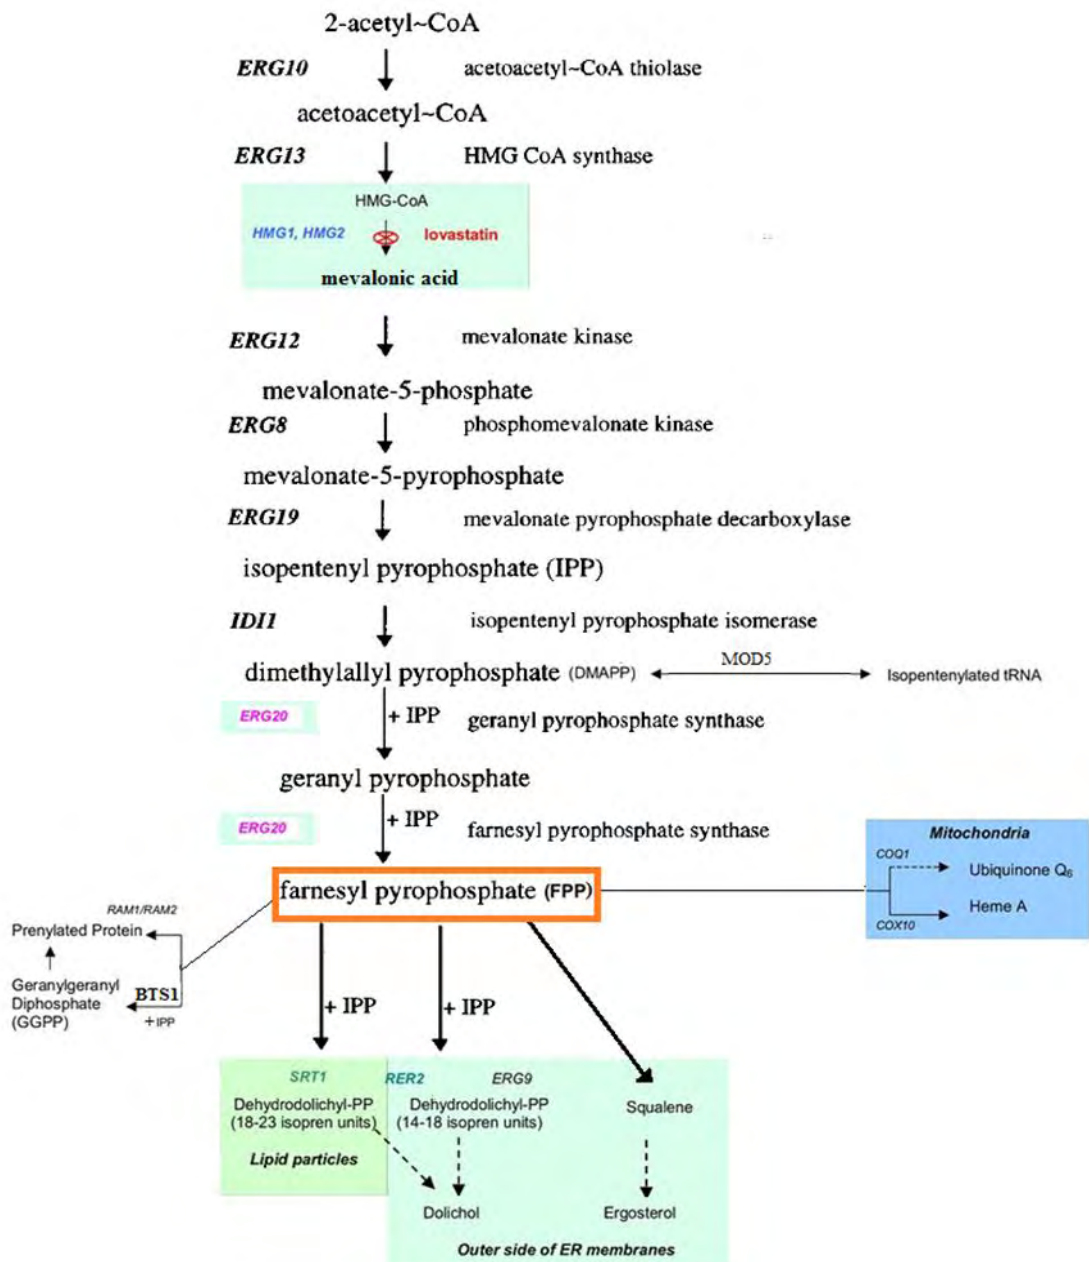 2-acetyl~CoA
ERG10 acetoacetyl~CoA thiolase
acetoacetyl~CoA
ERG13 HMG CoA synthase
HMG-CoA
HMG1, HMG2 lovastatin
mevalonic acid
ERG12 mevalonate kinase
mevalonate-5-phosphate
ERG8 phosphomevalonate kinase
mevalonate-5-pyrophosphate
ERG19 mevalonate pyrophosphate decarboxylase
isopentenyl pyrophosphate (IPP)
IDI1 isopentenyl pyrophosphate isomerase
dimethylallyl pyrophosphate (DMAPP) MOD5 Isopentenylated tRNA
ERG20 + IPP geranyl pyrophosphate synthase
geranyl pyrophosphate
ERG20 + IPP farnesyl pyrophosphate synthase
farnesyl pyrophosphate (FPP)
Mitochondria
COQ1
Ubiquinone Q6
Heme A
COX10
RAM1/RAM2
Prenylated Protein
Geranylgeranyl
Diphosphate
(GGPP)
BTS1
+IPP
+ IPP + IPP
SRT1 RER2 ERG9
Dehydrodolichyl-PP
(18-23 isopren units)
Lipid particles
Dehydrodolichyl-PP
(14-18 isopren units)
Squalene
Dolichol Ergosterol
Outer side of ER membranes